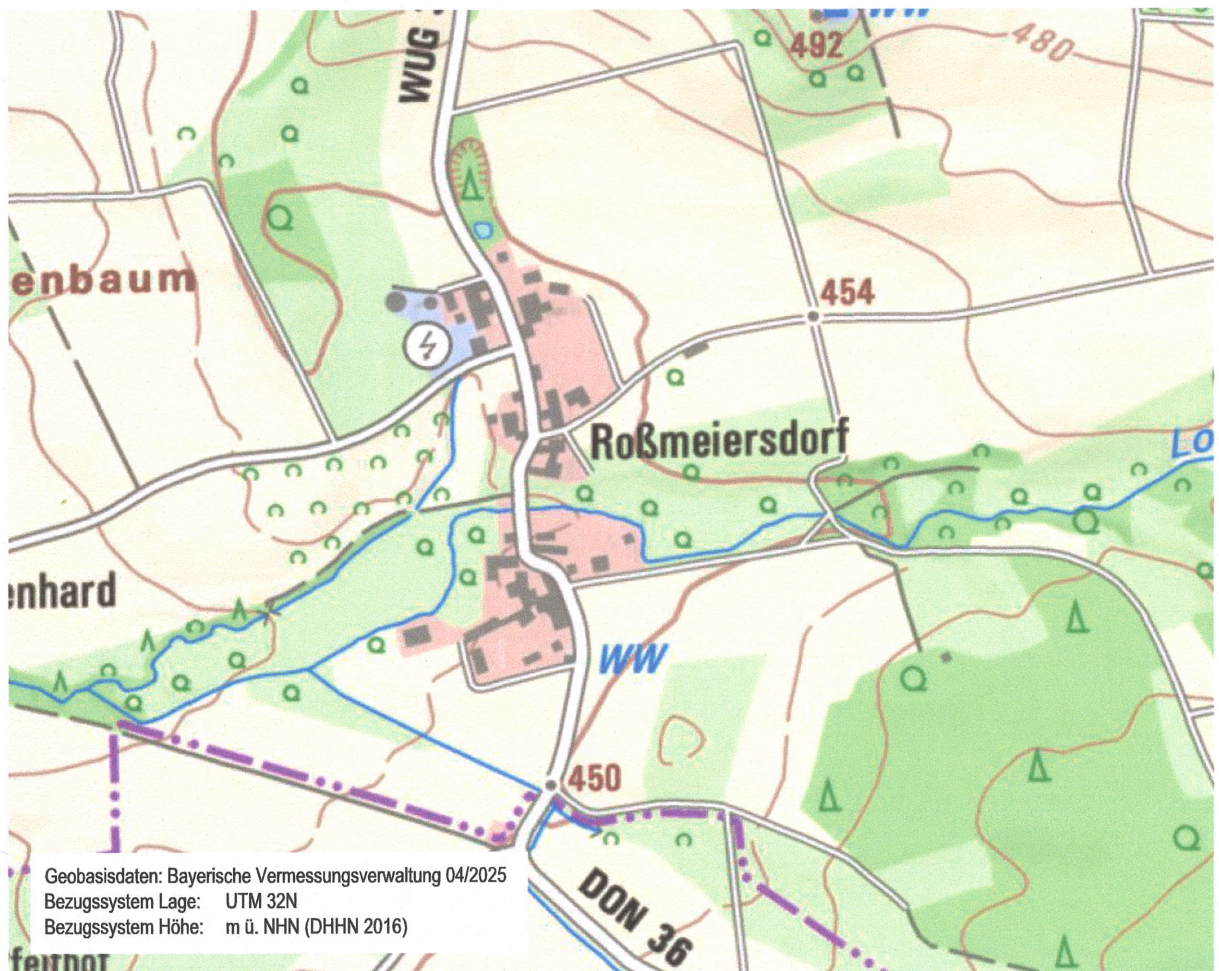 WUG
WW
492
480
enbaum
454
Roßmeiersdorf
Lo
enhard
WW
450
Geobasisdaten: Bayerische Vermessungsverwaltung 04/2025
Bezugssystem Lage: UTM 32N
Bezugssystem Höhe: m ü. NHN (DHHN 2016)
DON 36